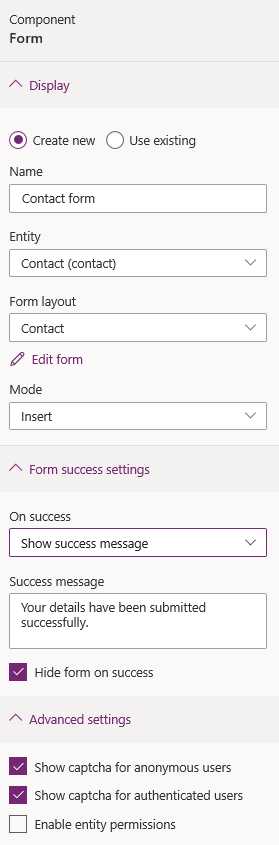 Component
Form
Display
Create new
Use existing
Name
Contact form
Entity
Contact (contact)
Form layout
Contact
Edit form
Mode
Insert
Form success settings
On success
Show success message
Success message
Your details have been submitted
successfully.
Hide form on success
Advanced settings
Show captcha for anonymous users
Show captcha for authenticated users
Enable entity permissions